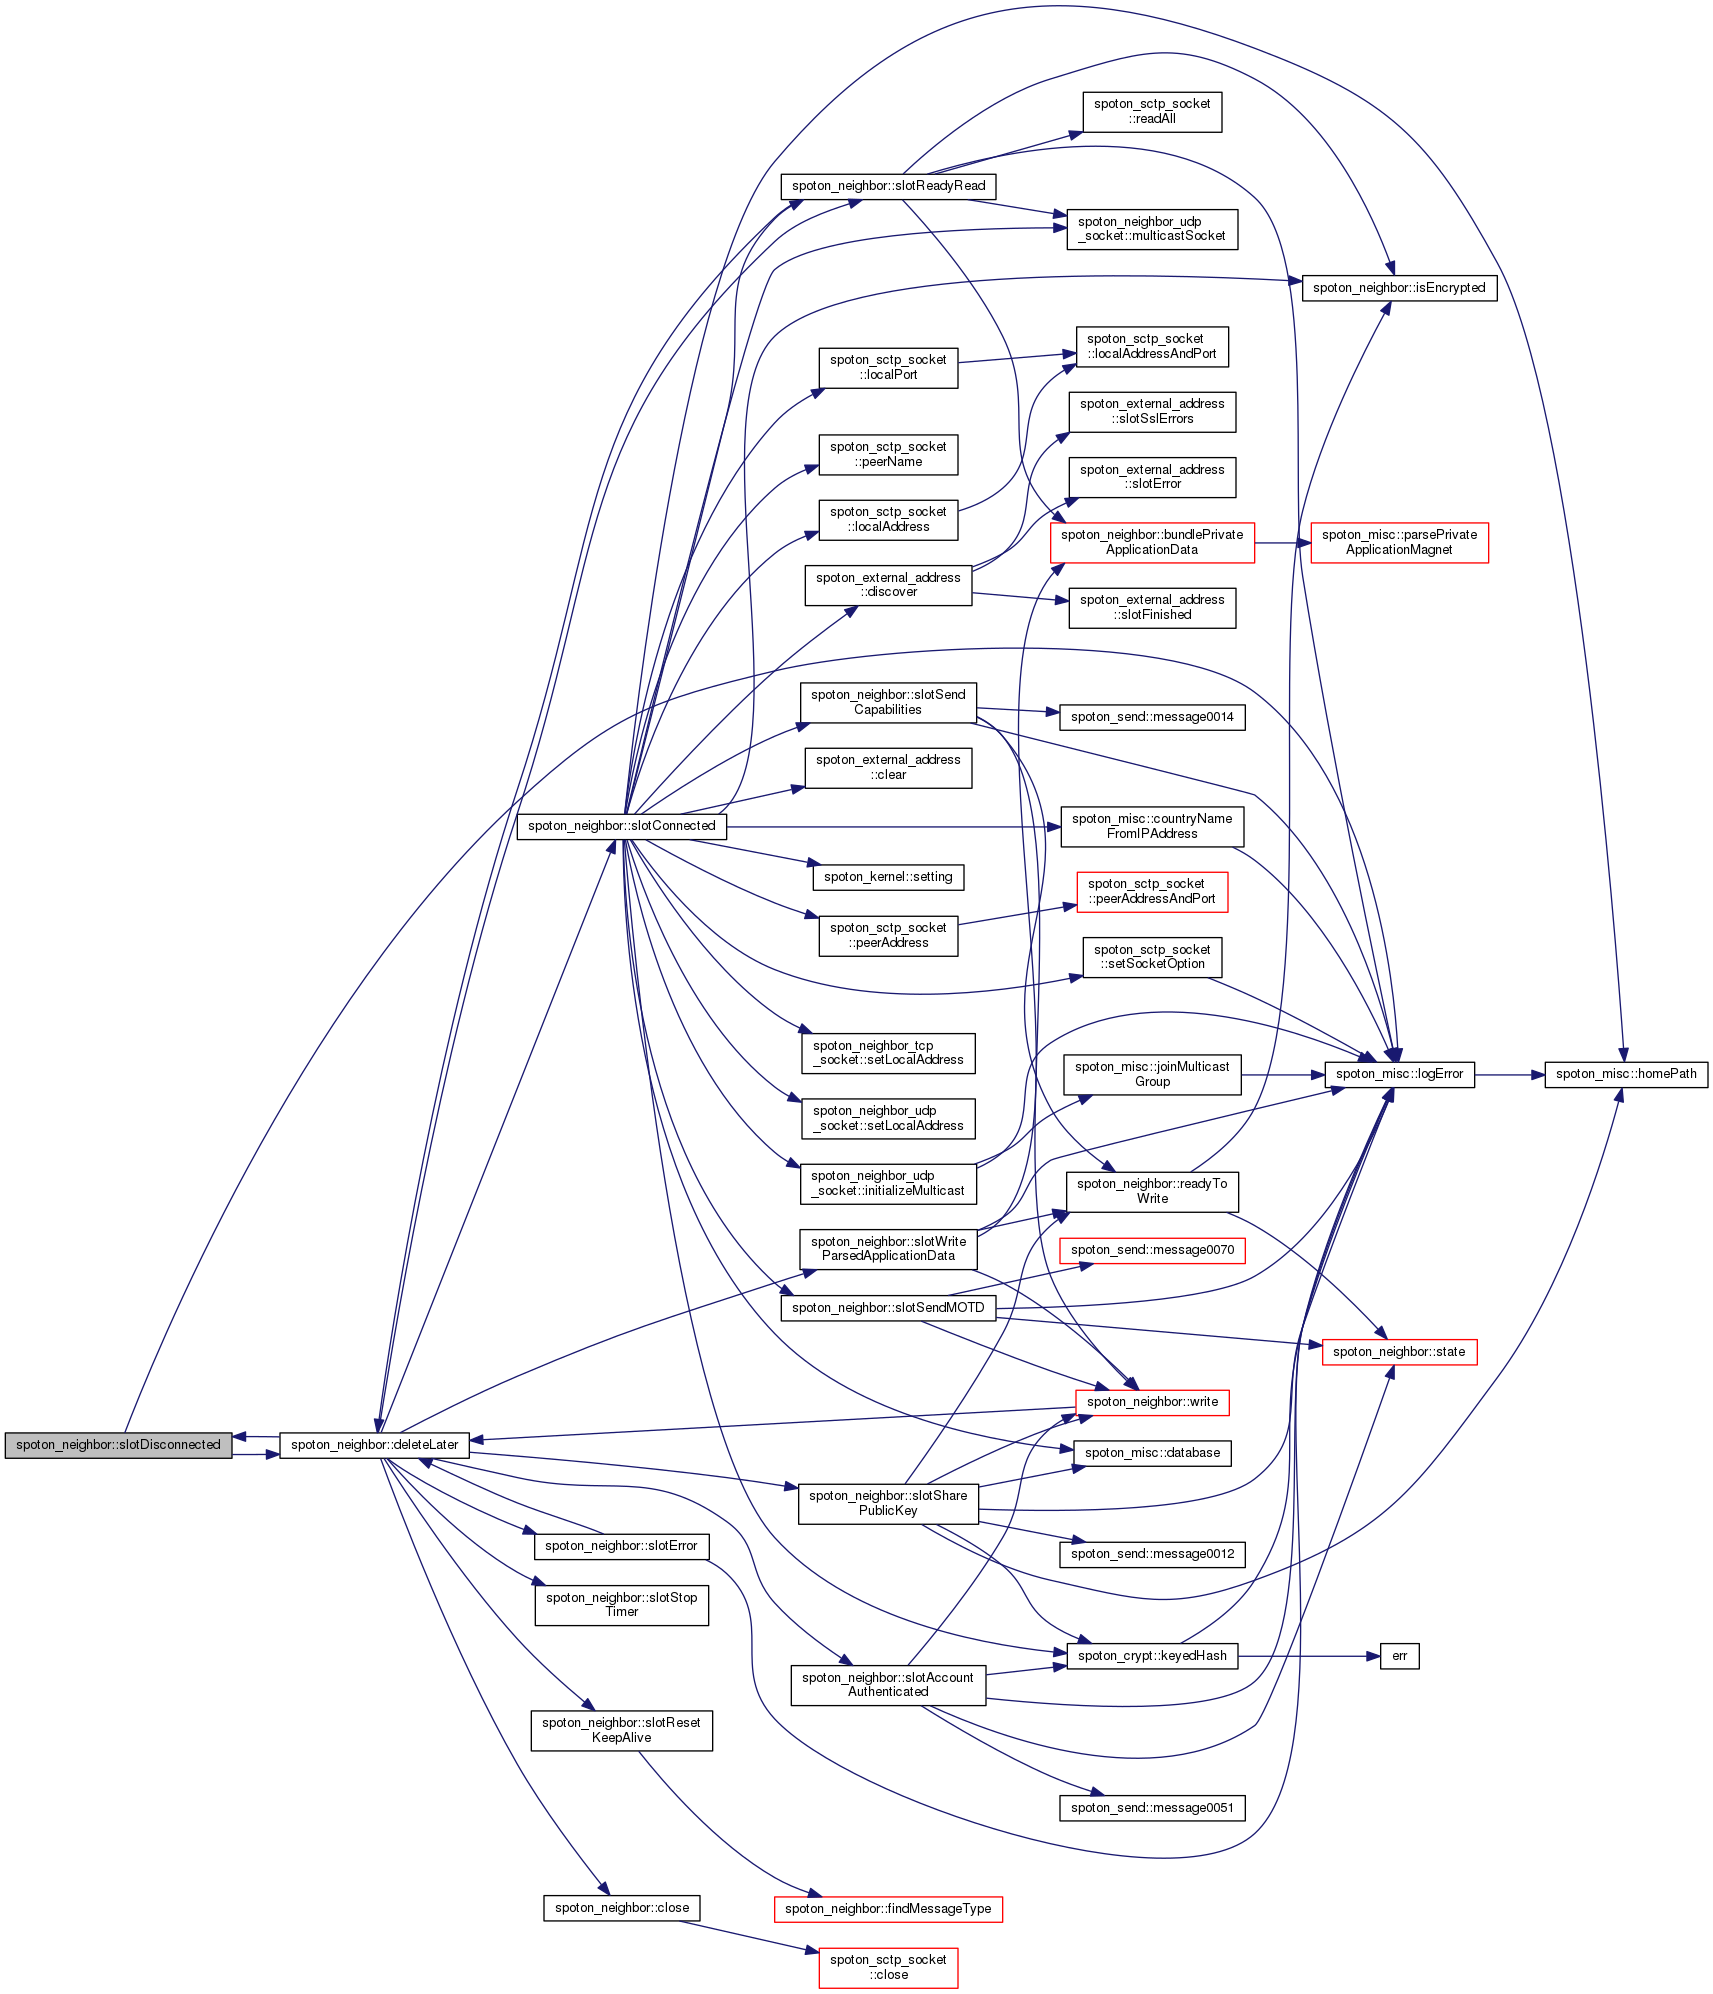 spoton_sctp_socket
::readAll
spoton_neighbor::slotReadyRead
spoton_neighbor_udp
_socket::multicastSocket
spoton_neighbor::isEncrypted
spoton_sctp_socket
::localPort
spoton_sctp_socket
::localAddressAndPort
spoton_external_address
::slotSslErrors
spoton_sctp_socket
::peerName
spoton_external_address
::slotError
spoton_sctp_socket
::localAddress
spoton_neighbor::bundlePrivate
ApplicationData
spoton_misc::parsePrivate
ApplicationMagnet
spoton_external_address
::discover
spoton_external_address
::slotFinished
spoton_neighbor::slotSend
Capabilities
spoton_send::message0014
spoton_external_address
::clear
spoton_neighbor::slotConnected
spoton_misc::countryName
FromIPAddress
spoton_kernel::setting
spoton_sctp_socket
::peerAddressAndPort
spoton_sctp_socket
::peerAddress
spoton_sctp_socket
::setSocketOption
spoton_neighbor_tcp
_socket::setLocalAddress
spoton_misc::joinMulticast
Group
spoton_misc::logError
spoton_misc::homePath
spoton_neighbor_udp
_socket::setLocalAddress
spoton_neighbor_udp
_socket::initializeMulticast
spoton_neighbor::readyTo
Write
spoton_neighbor::slotWrite
ParsedApplicationData
spoton_send::message0070
spoton_neighbor::slotSendMOTD
spoton_neighbor::state
spoton_neighbor::write
spoton_neighbor::slotDisconnected
spoton_neighbor::deleteLater
spoton_misc::database
spoton_neighbor::slotShare
PublicKey
spoton_neighbor::slotError
spoton_send::message0012
spoton_neighbor::slotStop
Timer
spoton_crypt::keyedHash
err
spoton_neighbor::slotAccount
Authenticated
spoton_neighbor::slotReset
KeepAlive
spoton_send::message0051
spoton_neighbor::close
spoton_neighbor::findMessageType
spoton_sctp_socket
::close